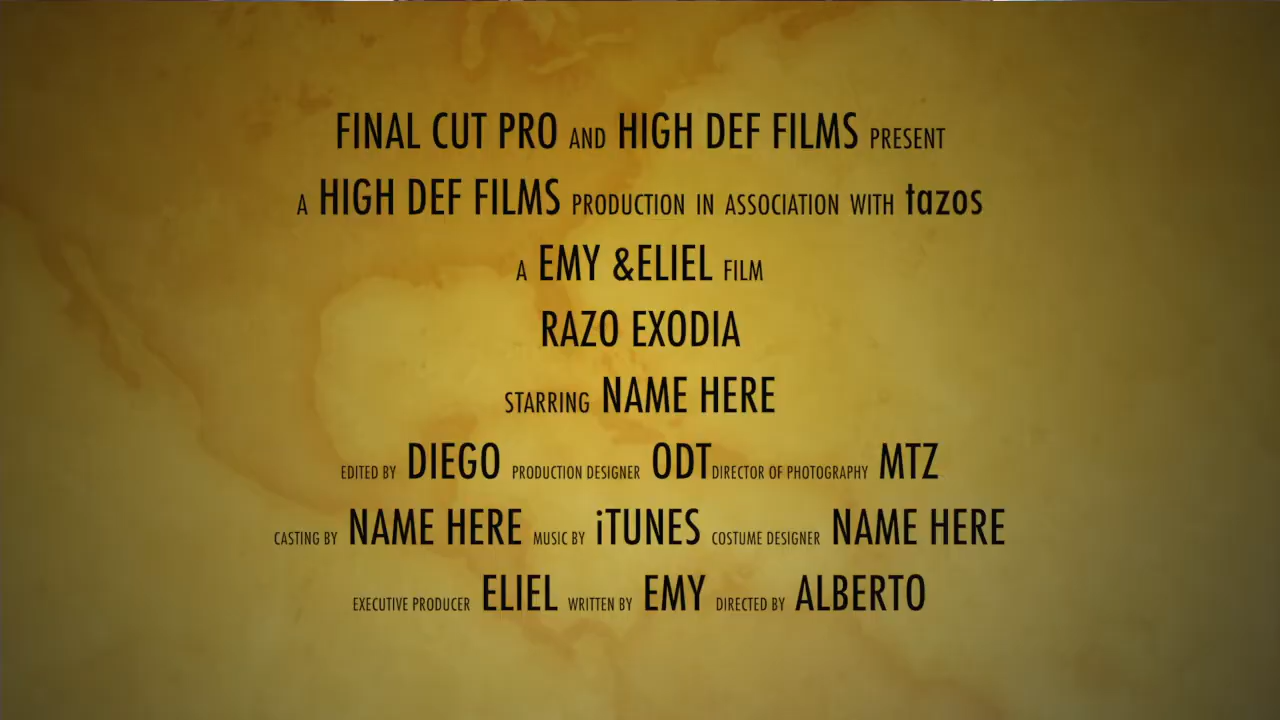 FINAL CUT PRO AND HIGH DEF FILMS PRESENT
A HIGH DEF FILMS PRODUCTION IN ASSOCIATION WITH tazos
A EMY &ELIEL FILM
RAZO EXODIA
STARRING NAME HERE
EDITED BY DIEGO PRODUCTION DESIGNER ODT DIRECTOR OF PHOTOGRAPHY MTZ
CASTING BY NAME HERE MUSIC BY iTUNES COSTUME DESIGNER NAME HERE
EXECUTIVE PRODUCER ELIEL WRITTEN BY EMY DIRECTED BY ALBERTO